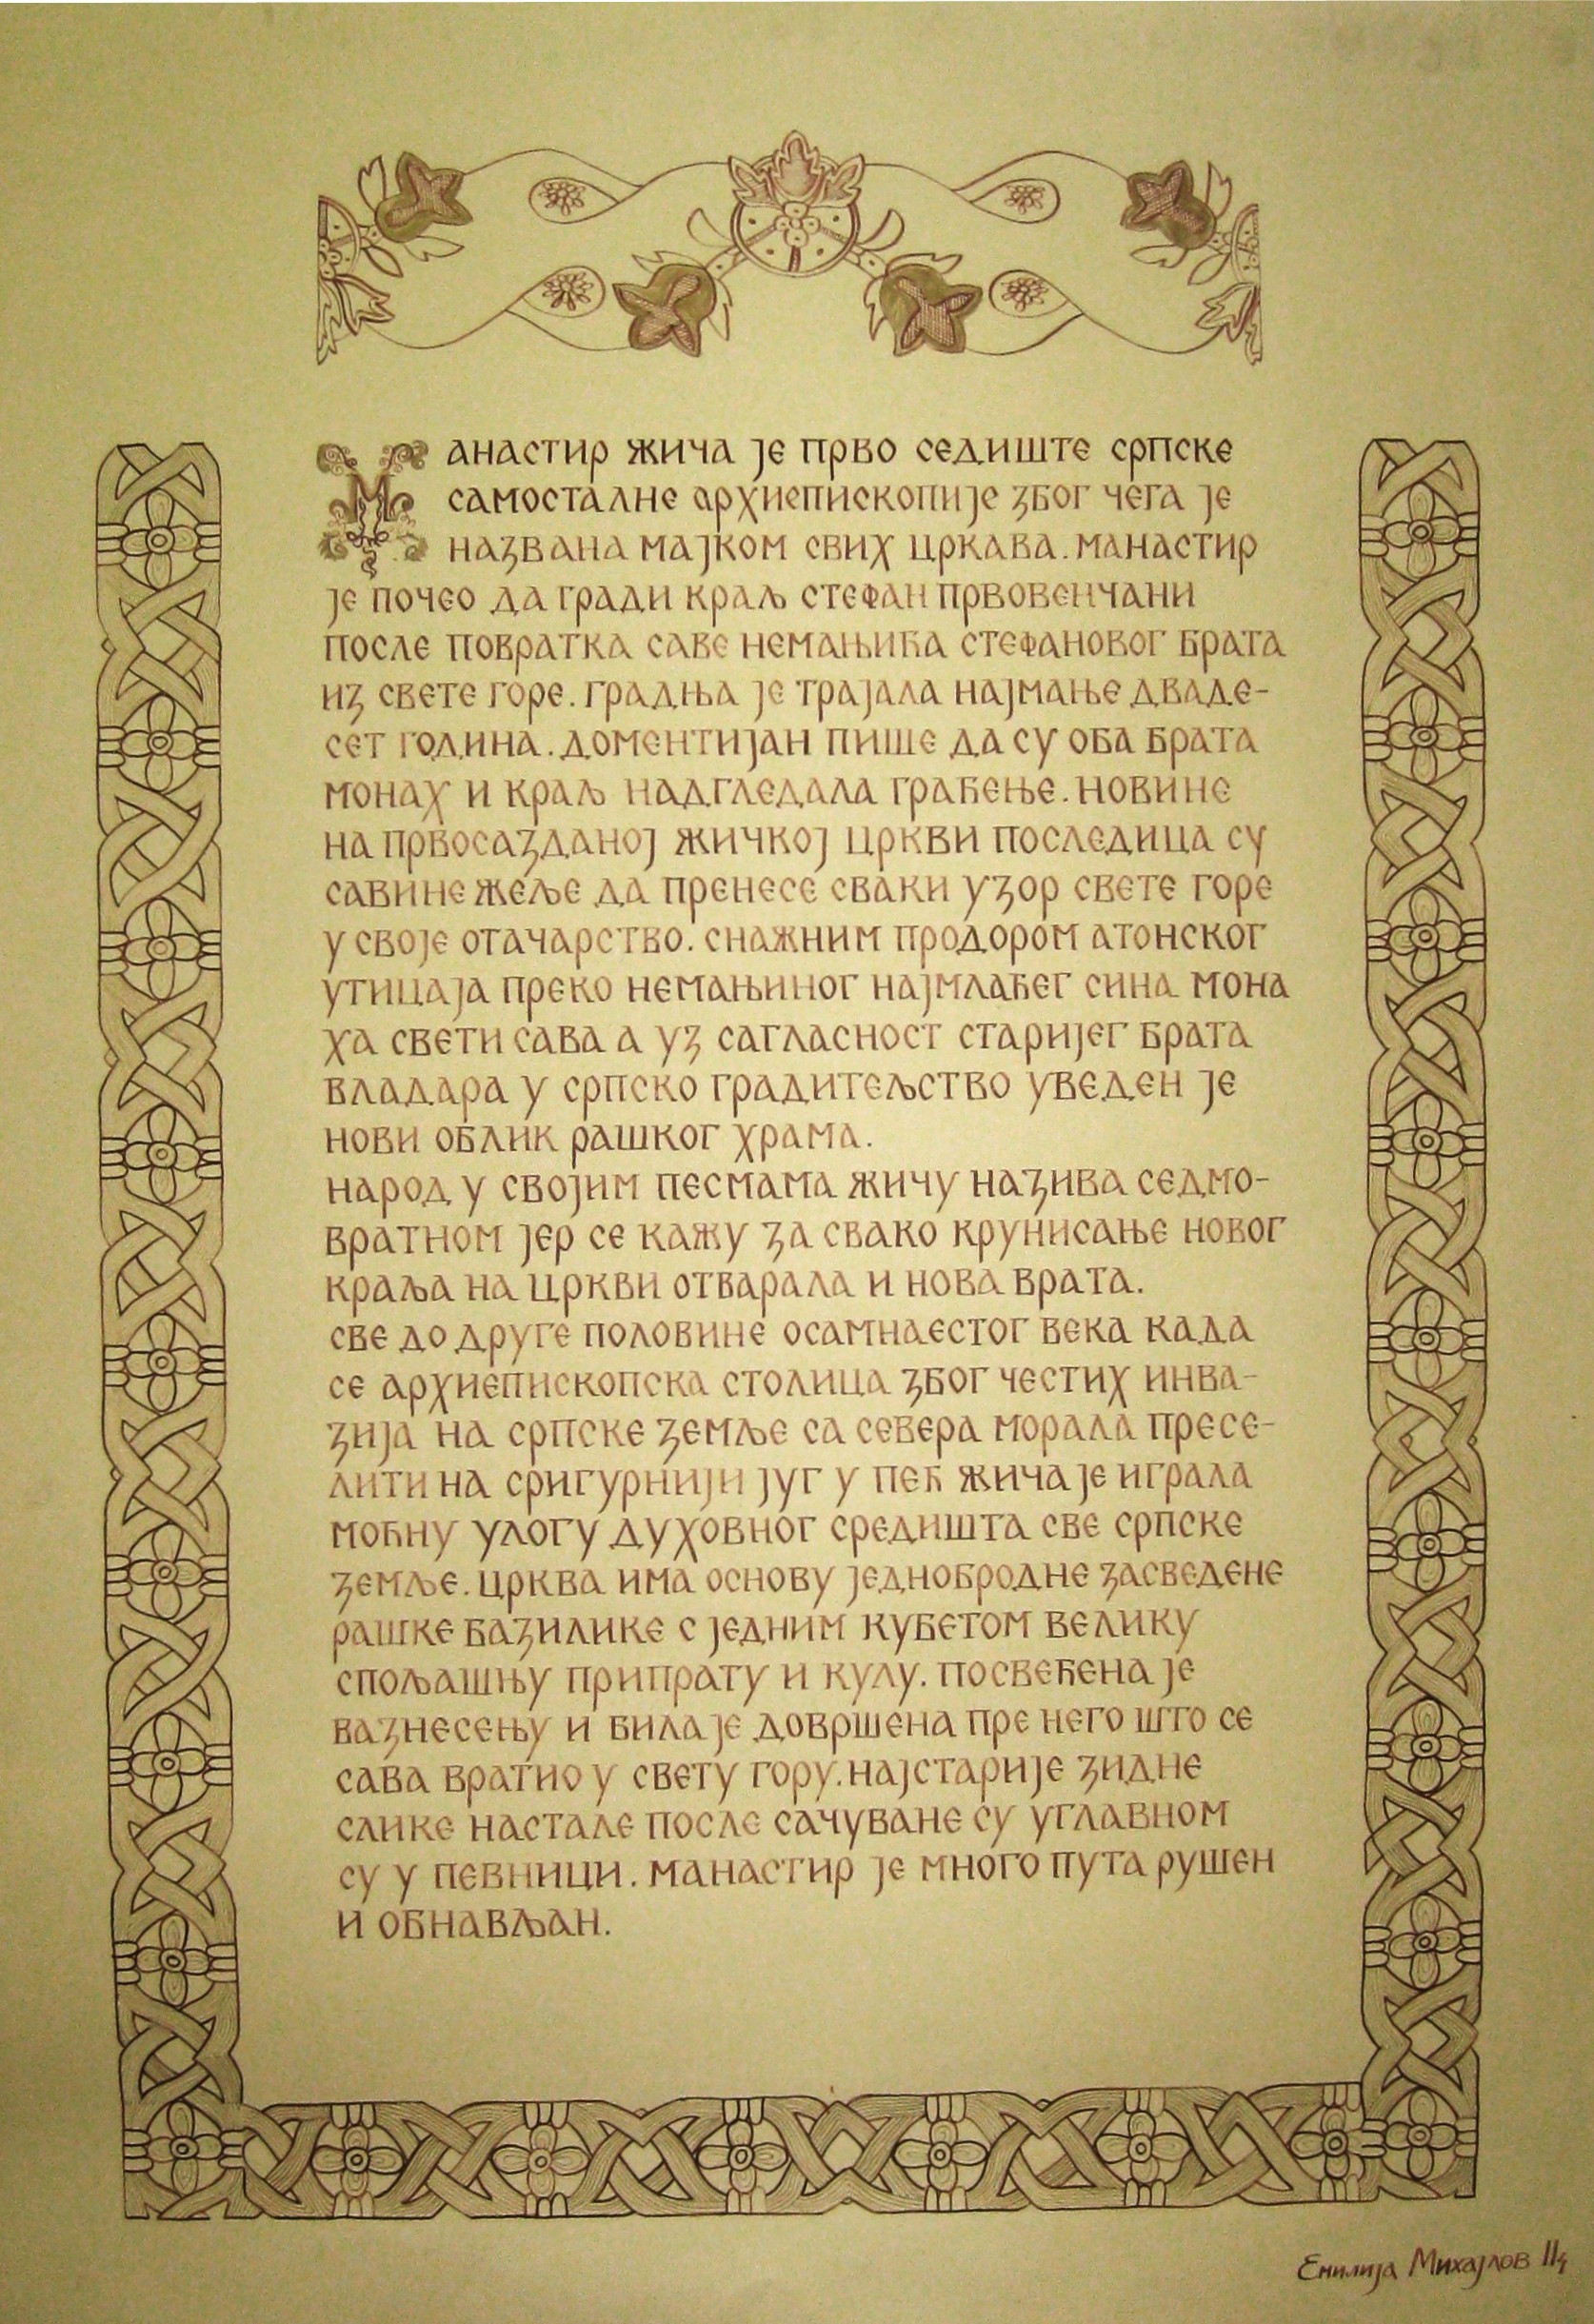 Манастир жича је прво седиште српске
самосталне архиепископије због чега је
названа мајком свих цркава. манастир
је почео да гради краљ стефан првовенчани
после повратка саве немањића стефановог брата
из свете горе. градња је трајала најмање дваде-
сет година. доментијан пише да су оба брата
монах и краљ надгледала грађење. новине
на првосазданој жичкој цркви последица су
савине жеље да пренесе сваки узор свете горе
у своје отачарство. снажним продором атонског
утицаја преко немањиног најмлађег сина мона
ха свети сава а уз сагласност старијег брата
владара у српско градитељство уведен је
нови облик рашког храма.
народ у својим песмама жичу назива седмо-
вратном јер се кажу за свако крунисање новог
краља на цркви отварала и нова врата.
све до друге половине осамнаестог века када
се архиепископска столица због честих инва-
зија на српске земље са севера морала пресе-
лити на сригурнији југ у пећ жича је играла
моћну улогу духовног средишта све српске
земље. црква има основу једнобродне засведене
рашке базилике с једним кубетом велику
спољашњу припрату и кулу. посвећена је
вазнесењу и била је довршена пре него што се
сава вратио у свету гору. најстарије зидне
слике настале после сачуване су углавном
су у певници. манастир је много пута рушен
и обнављан.
Емилија Михајлов II4